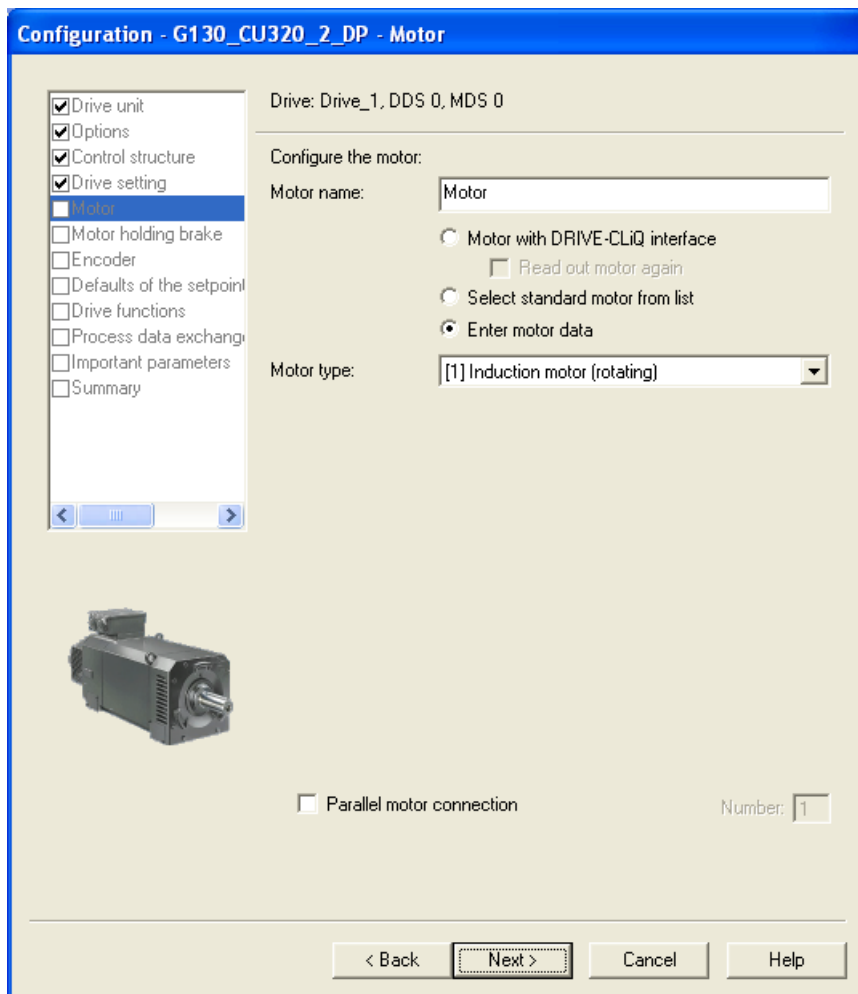 Configuration - G130_CU320_2_DP - Motor
Drive unit
Options
Control structure
Drive setting
Motor
Motor holding brake
Encoder
Defaults of the setpoint
Drive functions
Process data exchang
Important parameters
Summary
Drive: Drive_1, DDS 0, MDS 0
Configure the motor:
Motor name: Motor
Motor with DRIVE-CLiQ interface
Read out motor again
Select standard motor from list
Enter motor data
Motor type: [1] Induction motor (rotating)
Parallel motor connection Number: 1
< Back Next > Cancel Help